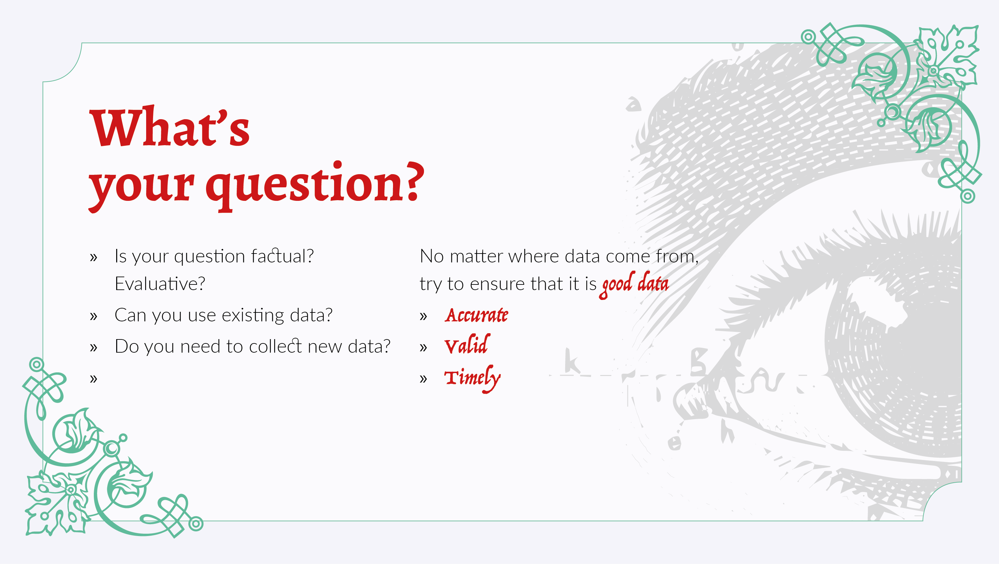 What’s
your question?
» Is your question factual?
Evaluative?
» Can you use existing data?
» Do you need to collect new data?
»
No matter where data come from,
try to ensure that it is good data
» Accurate
» Valid
» Timely
a
k
B
e
h